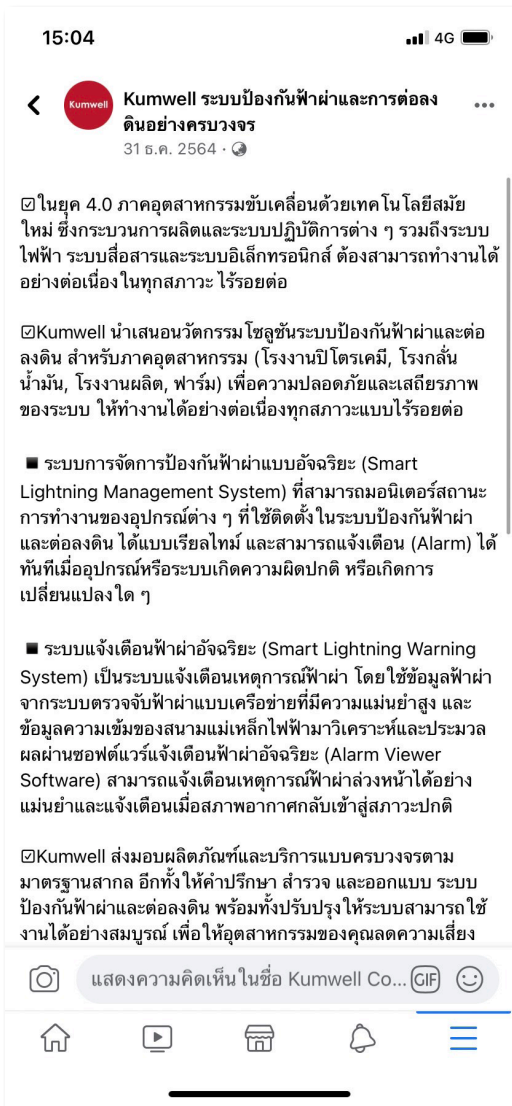 15:04
4G
Kumwell
Kumwell ระบบป้องกันฟ้าผ่าและการต่อลง
ดินอย่างครบวงจร
31 ธ.ค. 2564 ·
☑ในยุค 4.0 ภาคอุตสาหกรรมขับเคลื่อนด้วยเทคโนโลยีสมัย
ใหม่ ซึ่งกระบวนการผลิตและระบบปฏิบัติการต่าง ๆ รวมถึงระบบ
ไฟฟ้า ระบบสื่อสารและระบบอิเล็กทรอนิกส์ ต้องสามารถทำงานได้
อย่างต่อเนื่องในทุกสภาวะ ไร้รอยต่อ
☑Kumwell นำเสนอนวัตกรรมโซลูชันระบบป้องกันฟ้าผ่าและต่อ
ลงดิน สำหรับภาคอุตสาหกรรม (โรงงานปิโตรเคมี, โรงกลั่น
น้ำมัน, โรงงานผลิต, ฟาร์ม) เพื่อความปลอดภัยและเสถียรภาพ
ของระบบ ให้ทำงานได้อย่างต่อเนื่องทุกสภาวะแบบไร้รอยต่อ
■ ระบบการจัดการป้องกันฟ้าผ่าแบบอัจฉริยะ (Smart
Lightning Management System) ที่สามารถมอนิเตอร์สถานะ
การทำงานของอุปกรณ์ต่าง ๆ ที่ใช้ติดตั้งในระบบป้องกันฟ้าผ่า
และต่อลงดิน ได้แบบเรียลไทม์ และสามารถแจ้งเตือน (Alarm) ได้
ทันทีเมื่ออุปกรณ์หรือระบบเกิดความผิดปกติ หรือเกิดการ
เปลี่ยนแปลงใด ๆ
■ ระบบแจ้งเตือนฟ้าผ่าอัจฉริยะ (Smart Lightning Warning
System) เป็นระบบแจ้งเตือนเหตุการณ์ฟ้าผ่า โดยใช้ข้อมูลฟ้าผ่า
จากระบบตรวจจับฟ้าผ่าแบบเครือข่ายที่มีความแม่นยำสูง และ
ข้อมูลความเข้มของสนามแม่เหล็กไฟฟ้ามาวิเคราะห์และประมวล
ผลผ่านซอฟต์แวร์แจ้งเตือนฟ้าผ่าอัจฉริยะ (Alarm Viewer
Software) สามารถแจ้งเตือนเหตุการณ์ฟ้าผ่าล่วงหน้าได้อย่าง
แม่นยำและแจ้งเตือนเมื่อสภาพอากาศกลับเข้าสู่สภาวะปกติ
☑Kumwell ส่งมอบผลิตภัณฑ์และบริการแบบครบวงจรตาม
มาตรฐานสากล อีกทั้งให้คำปรึกษา สำรวจ และออกแบบ ระบบ
ป้องกันฟ้าผ่าและต่อลงดิน พร้อมทั้งปรับปรุงให้ระบบสามารถใช้
งานได้อย่างสมบูรณ์ เพื่อให้อุตสาหกรรมของคุณลดความเสี่ยง
แสดงความคิดเห็นในชื่อ Kumwell Co...
GIF